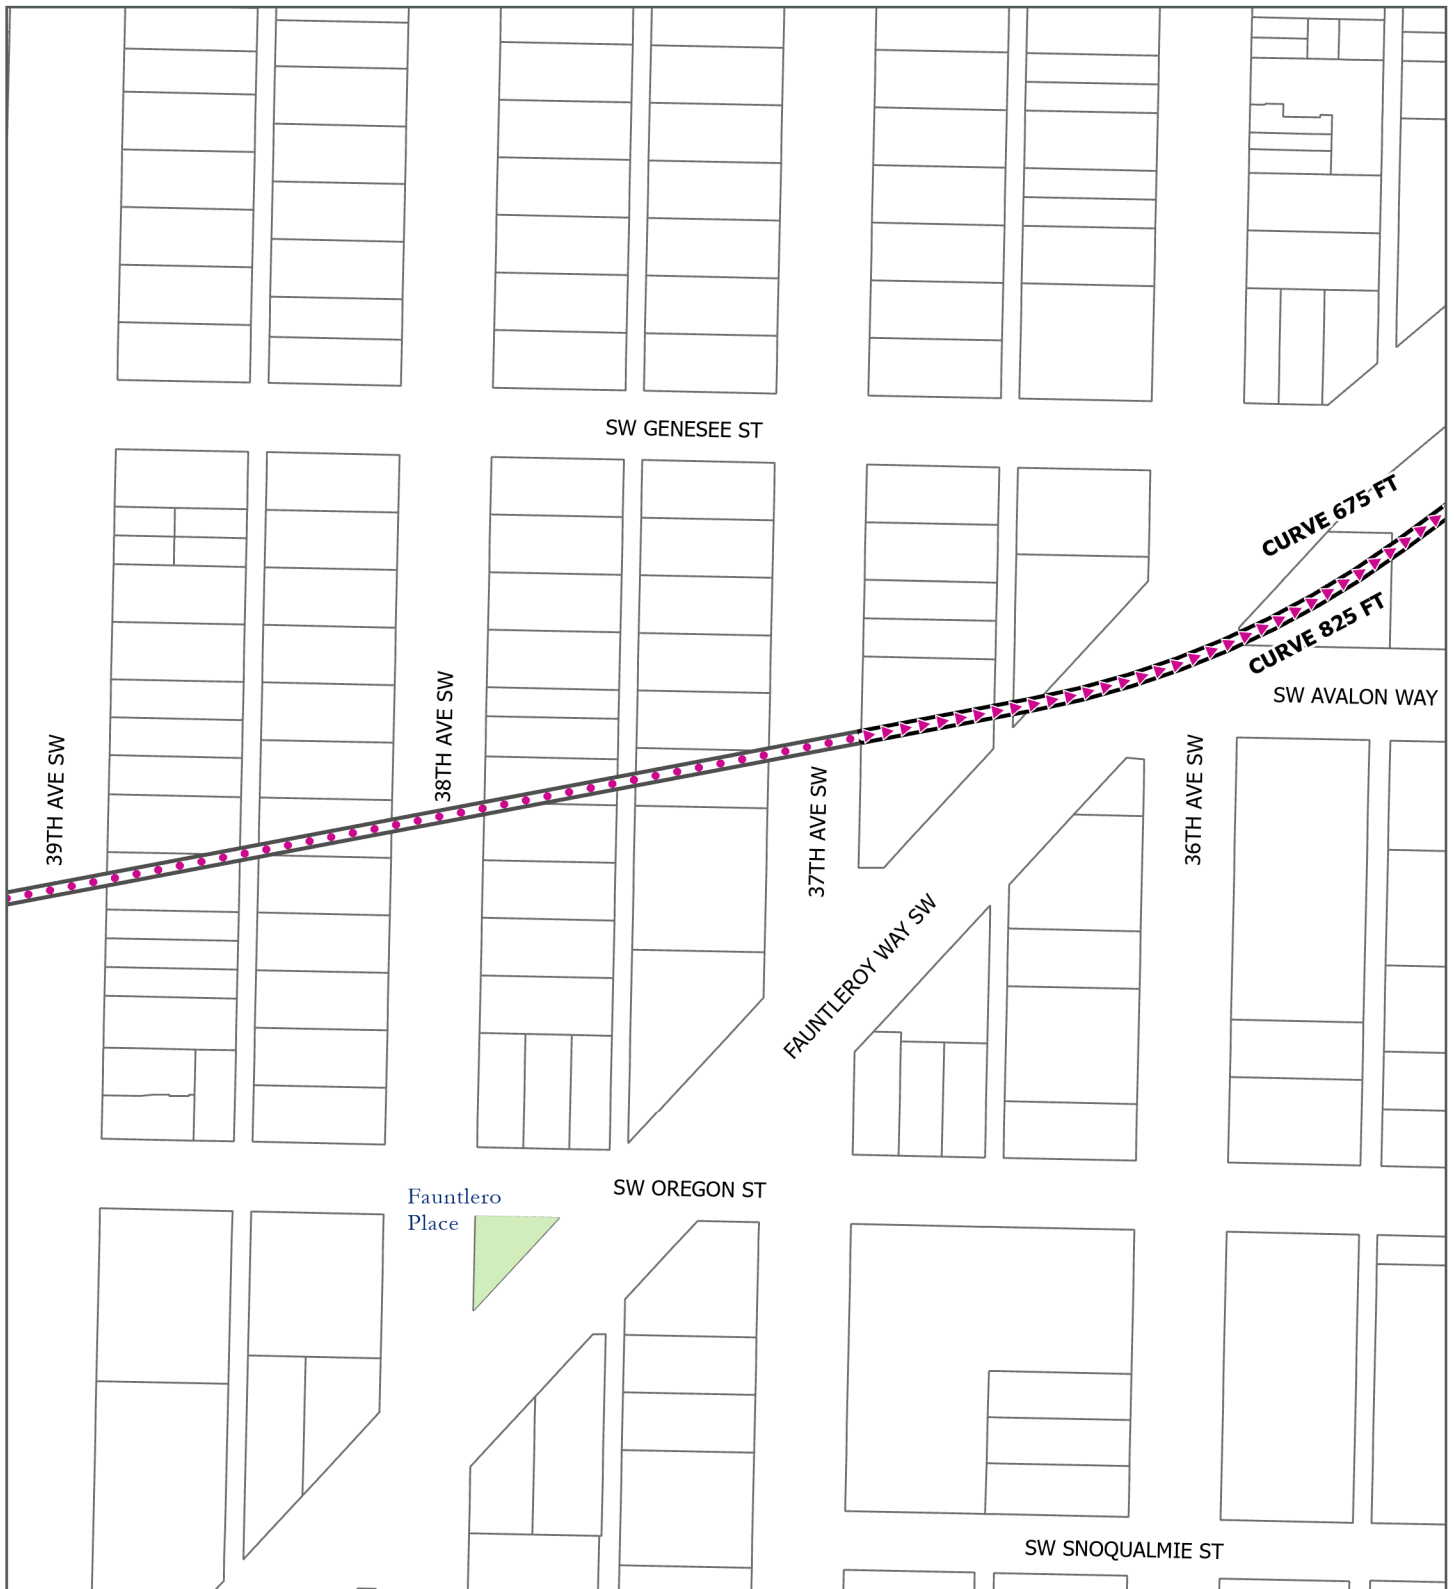 SW GENESEE ST
CURVE 675 FT
CURVE 825 FT
SW AVALON WAY
38TH AVE SW
39TH AVE SW
37TH AVE SW
36TH AVE SW
FAUNTLEROY WAY SW
Fauntlero
Place
SW OREGON ST
SW SNOQUALMIE ST